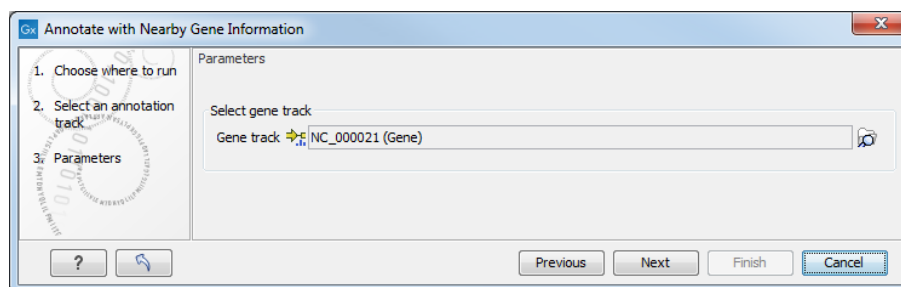 Gx Annotate with Nearby Gene Information
x
1. Choose where to run
2. Select an annotation
track
3. Parameters
Parameters
Select gene track
Gene track NC_000021 (Gene)
? Previous Next Finish Cancel